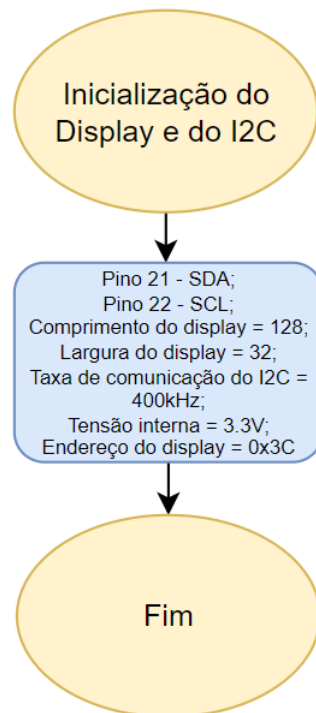 Inicialização do
Display e do I2C
Pino 21 - SDA;
Pino 22 - SCL;
Comprimento do display = 128;
Largura do display = 32;
Taxa de comunicação do I2C =
400kHz;
Tensão interna = 3.3V;
Endereço do display = 0x3C
Fim